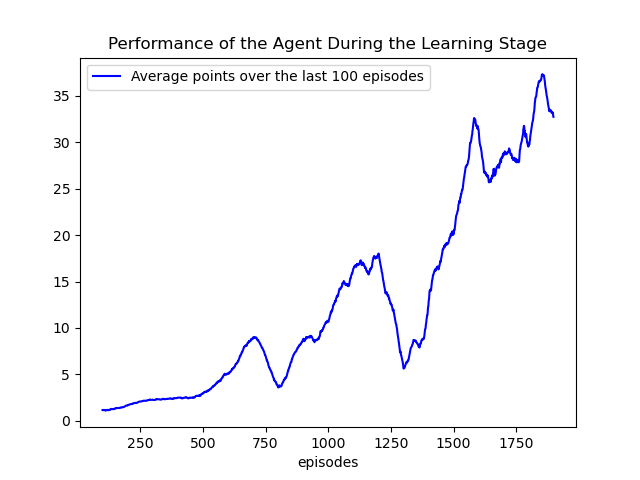 Performance of the Agent During the Learning Stage
Average points over the last 100 episodes
35
30
25
20
15
10
5
0
250 500 750 1000 1250 1500 1750
episodes